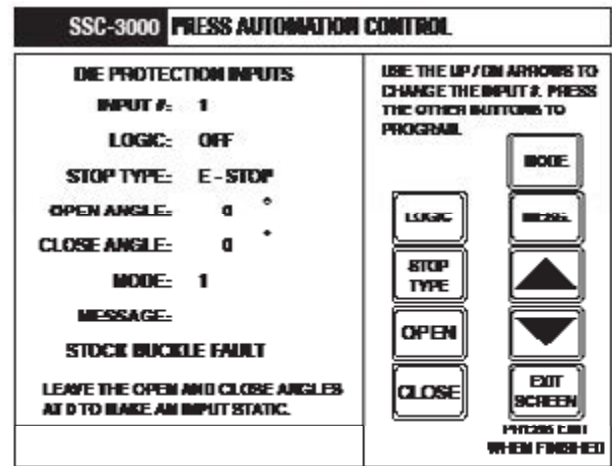 SSC-3000 PRESS AUTOMATION CONTROL
DIE PROTECTION INPUTS
INPUT #: 1
LOGIC: OFF
STOP TYPE: E - STOP
OPEN ANGLE: 0 °
CLOSE ANGLE: 0 °
MODE: 1
MESSAGE:
STOCK BUCKLE FAULT
LEAVE THE OPEN AND CLOSE ANGLES
AT 0 TO MAKE AN INPUT STATIC.
USE THE UP / DN ARROWS TO
CHANGE THE INPUT #. PRESS
THE OTHER BUTTONS TO
PROGRAM.
MODE
LOGIC
MESG.
STOP
TYPE
OPEN
CLOSE
EXIT
SCREEN
PRESS EXIT
WHEN FINISHED